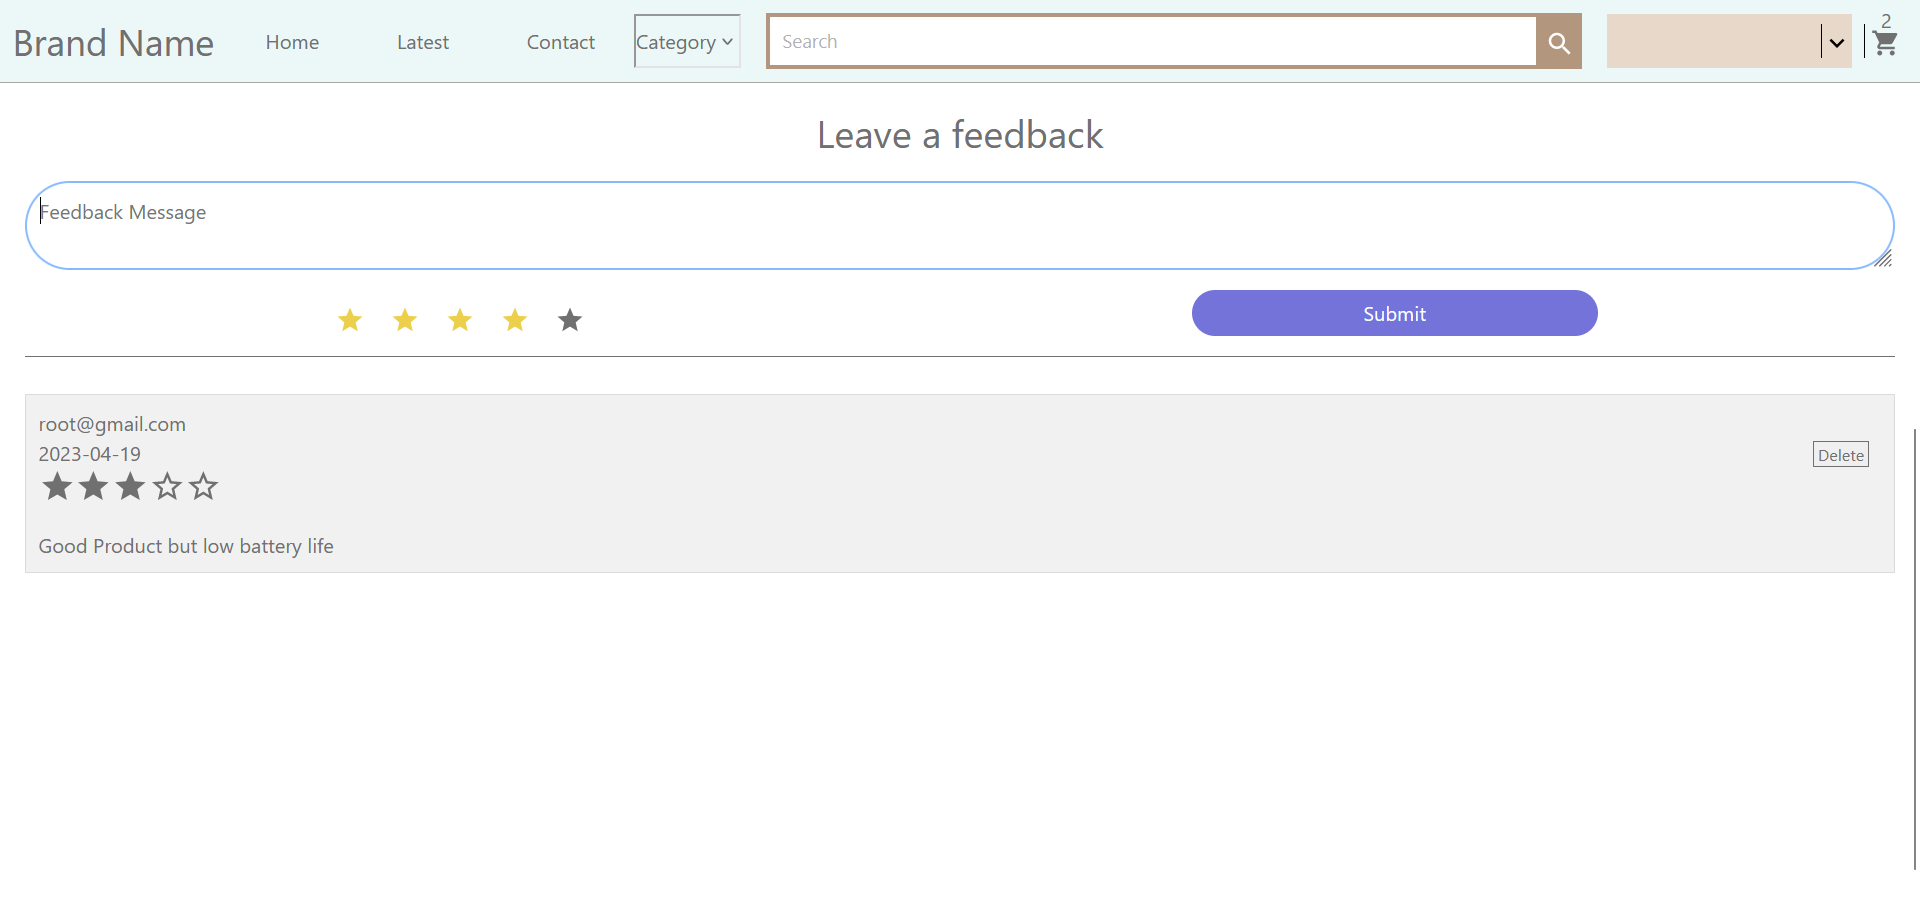 Brand Name Home Latest Contact Category Search 2
Leave a feedback
Feedback Message
Submit
root@gmail.com
2023-04-19
Delete
Good Product but low battery life